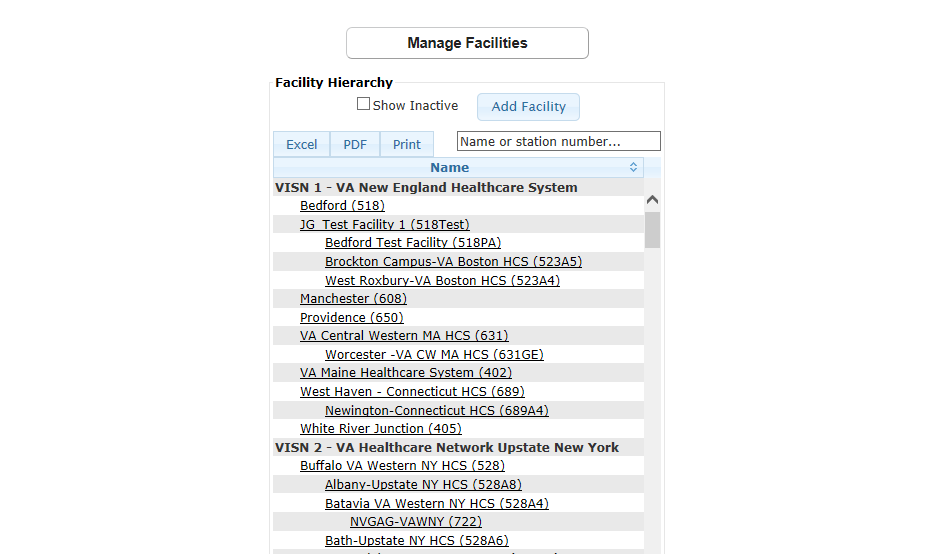 Manage Facilities
Facility Hierarchy
Show Inactive Add Facility
Excel PDF Print Name or station number...
Name
VISN 1 - VA New England Healthcare System
Bedford (518)
JG_Test Facility 1 (518Test)
Bedford Test Facility (518PA)
Brockton Campus-VA Boston HCS (523A5)
West Roxbury-VA Boston HCS (523A4)
Manchester (608)
Providence (650)
VA Central Western MA HCS (631)
Worcester -VA CW MA HCS (631GE)
VA Maine Healthcare System (402)
West Haven - Connecticut HCS (689)
Newington-Connecticut HCS (689A4)
White River Junction (405)
VISN 2 - VA Healthcare Network Upstate New York
Buffalo VA Western NY HCS (528)
Albany-Upstate NY HCS (528A8)
Batavia VA Western NY HCS (528A4)
NVGAG-VAWNY (722)
Bath-Upstate NY HCS (528A6)